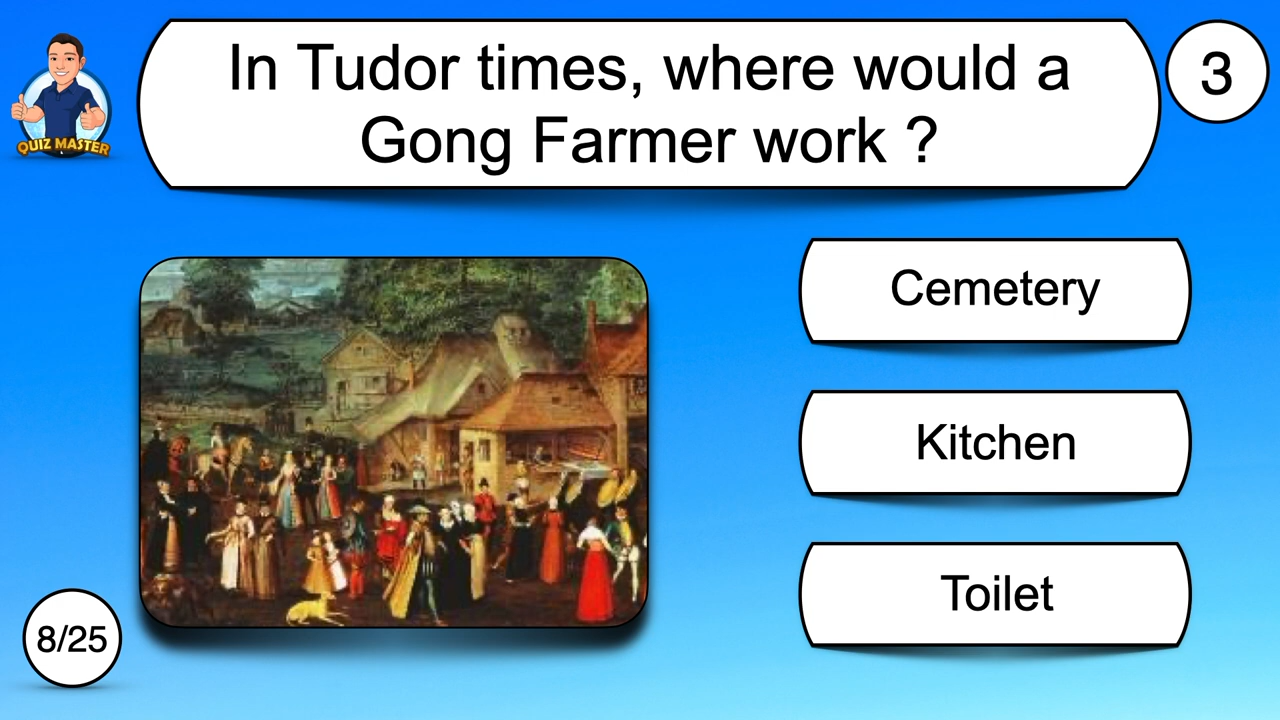 In Tudor times, where would a
Gong Farmer work ?
3
QUIZ MASTER
Cemetery
Kitchen
Toilet
8/25